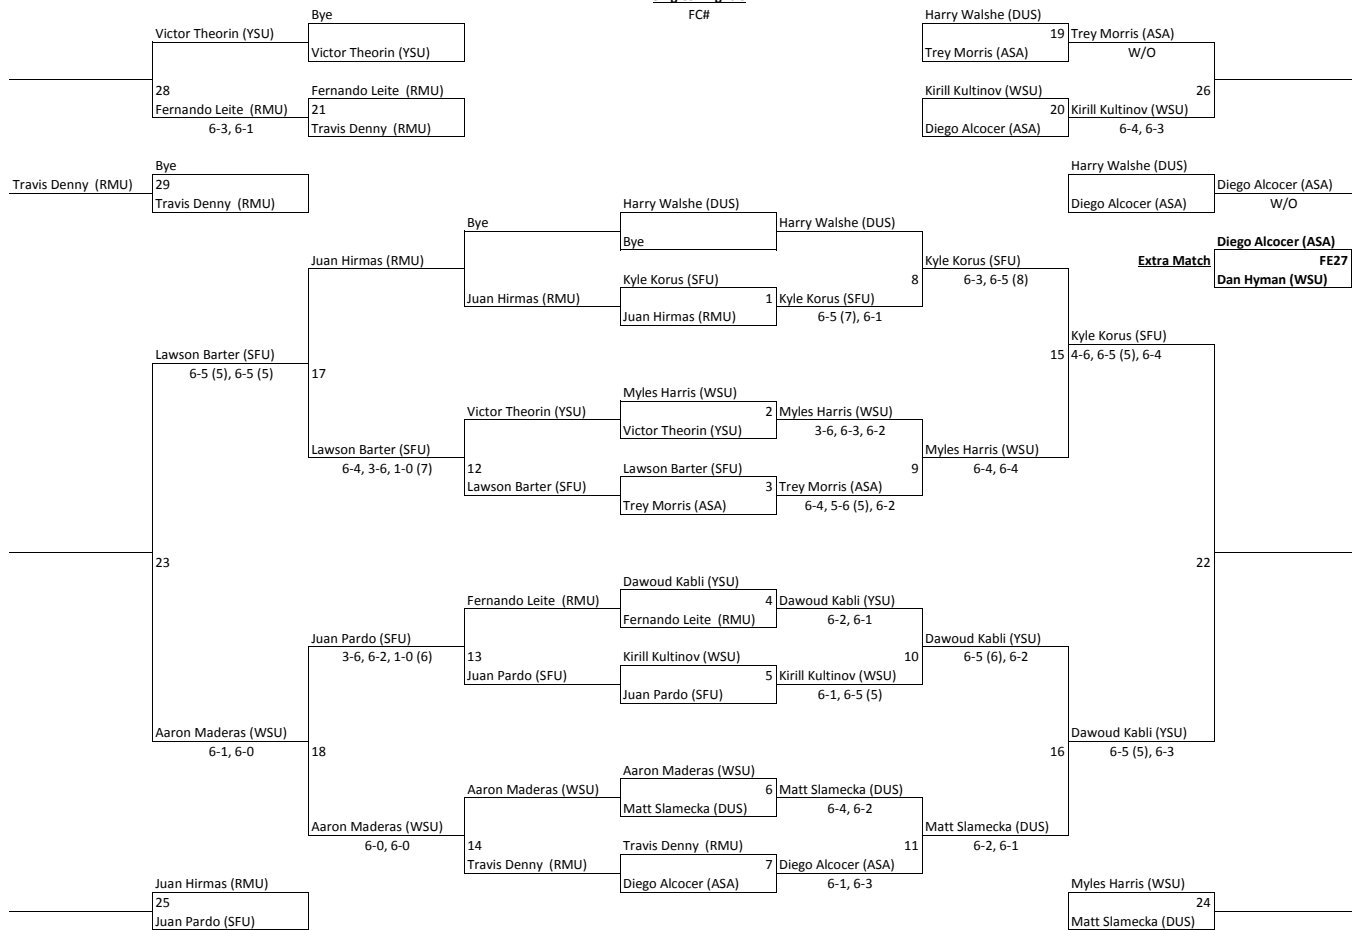 FC#
Bye
Harry Walshe (DUS)
Victor Theorin (YSU)
19 Trey Morris (ASA)
Victor Theorin (YSU)
Trey Morris (ASA)
W/O
28
Fernando Leite (RMU)
Kirill Kultinov (WSU)
26
Fernando Leite (RMU)
21
20 Kirill Kultinov (WSU)
6-3, 6-1
Travis Denny (RMU)
Diego Alcocer (ASA)
6-4, 6-3
Bye
Harry Walshe (DUS)
Travis Denny (RMU)
29
Diego Alcocer (ASA)
Travis Denny (RMU)
Diego Alcocer (ASA)
W/O
Harry Walshe (DUS)
Bye
Harry Walshe (DUS)
Bye
Diego Alcocer (ASA)
Juan Hirmas (RMU)
Kyle Korus (SFU)
Extra Match
FE27
Kyle Korus (SFU)
8
6-3, 6-5 (8)
Dan Hyman (WSU)
Juan Hirmas (RMU)
1 Kyle Korus (SFU)
Juan Hirmas (RMU)
6-5 (7), 6-1
Kyle Korus (SFU)
Lawson Barter (SFU)
15 4-6, 6-5 (5), 6-4
6-5 (5), 6-5 (5)
17
Myles Harris (WSU)
Victor Theorin (YSU)
2 Myles Harris (WSU)
Victor Theorin (YSU)
3-6, 6-3, 6-2
Lawson Barter (SFU)
Myles Harris (WSU)
6-4, 3-6, 1-0 (7)
12
Lawson Barter (SFU)
9
6-4, 6-4
Lawson Barter (SFU)
3 Trey Morris (ASA)
Trey Morris (ASA)
6-4, 5-6 (5), 6-2
23
22
Dawoud Kabli (YSU)
Fernando Leite (RMU)
4 Dawoud Kabli (YSU)
Fernando Leite (RMU)
6-2, 6-1
Juan Pardo (SFU)
Dawoud Kabli (YSU)
3-6, 6-2, 1-0 (6)
13
Kirill Kultinov (WSU)
10
6-5 (6), 6-2
Juan Pardo (SFU)
5 Kirill Kultinov (WSU)
Juan Pardo (SFU)
6-1, 6-5 (5)
Aaron Maderas (WSU)
Dawoud Kabli (YSU)
6-1, 6-0
18
16
6-5 (5), 6-3
Aaron Maderas (WSU)
Aaron Maderas (WSU)
6 Matt Slamecka (DUS)
Matt Slamecka (DUS)
6-4, 6-2
Aaron Maderas (WSU)
Matt Slamecka (DUS)
6-0, 6-0
14
Travis Denny (RMU)
11
6-2, 6-1
Travis Denny (RMU)
7 Diego Alcocer (ASA)
Diego Alcocer (ASA)
6-1, 6-3
Juan Hirmas (RMU)
Myles Harris (WSU)
25
24
Juan Pardo (SFU)
Matt Slamecka (DUS)